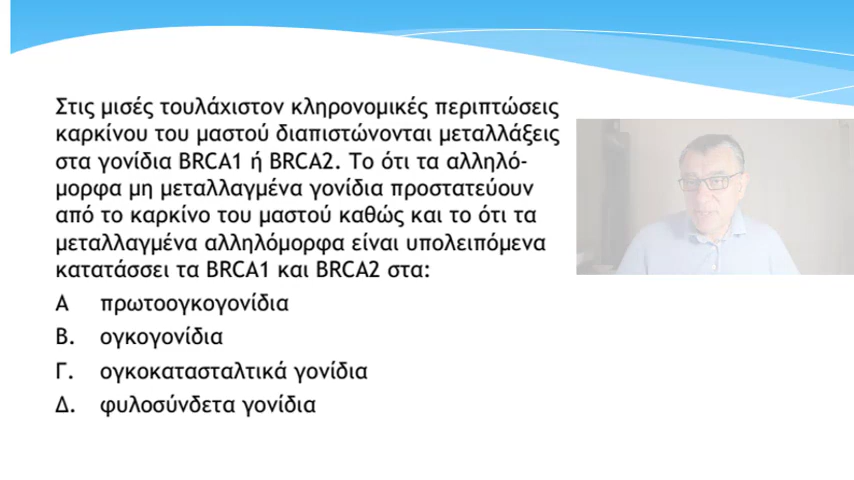 Στις μισές τουλάχιστον κληρονομικές περιπτώσεις
καρκίνου του μαστού διαπιστώνονται μεταλλάξεις
στα γονίδια BRCA1 ή BRCA2. Το ότι τα αλληλό-
μορφα μη μεταλλαγμένα γονίδια προστατεύουν
από το καρκίνο του μαστού καθώς και το ότι τα
μεταλλαγμένα αλληλόμορφα είναι υπολειπόμενα
κατατάσσει τα BRCA1 και BRCA2 στα:
Α πρωτοογκογονίδια
Β. ογκογονίδια
Γ. ογκοκατασταλτικά γονίδια
Δ. φυλοσύνδετα γονίδια